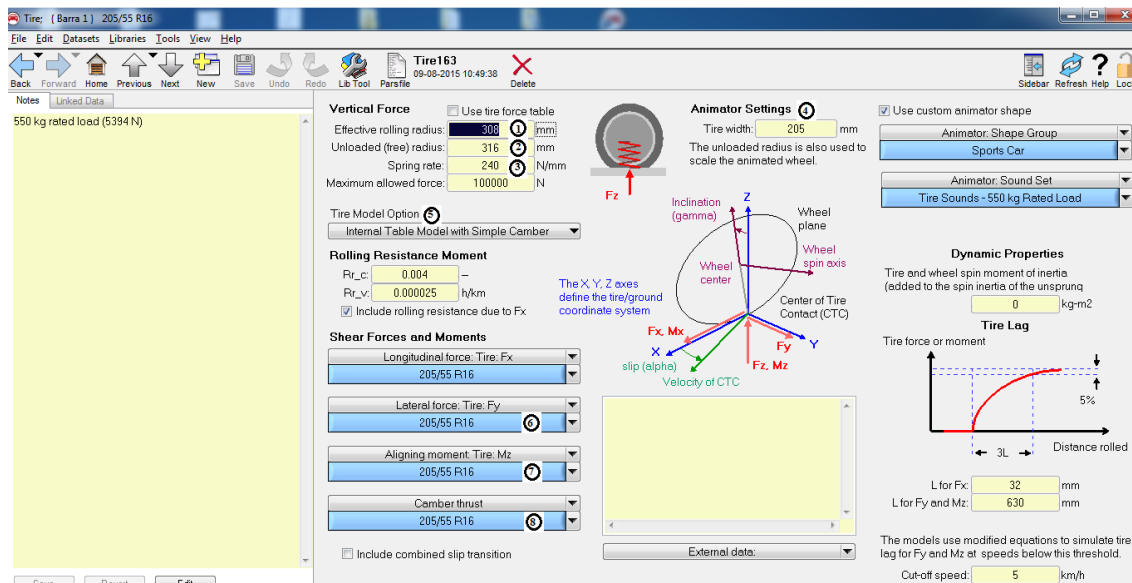 Tire; ( Barra 1 ) 205/55 R16
File Edit Datasets Libraries Tools View Help
Back Forward Home Previous Next New Save Undo Redo Lib Tool Parsfile
Tire163
09-08-2015 10:49:38
Delete
Sidebar Refresh Help Loc
Notes Linked Data
550 kg rated load (5394 N)
Save Revert Edit
Vertical Force
Use tire force table
Effective rolling radius: 308 1 mm
Unloaded (free) radius: 316 2 mm
Spring rate: 240 3 N/mm
Maximum allowed force: 100000 N
Tire Model Option 5
Internal Table Model with Simple Camber
Rolling Resistance Moment
Rr_c: 0.004 –
Rr_v: 0.000025 h/km
Include rolling resistance due to Fx
Shear Forces and Moments
Longitudinal force: Tire: Fx
205/55 R16
Lateral force: Tire: Fy
205/55 R16 6
Aligning moment: Tire: Mz
205/55 R16 7
Camber thrust
205/55 R16 8
Include combined slip transition
Fz
Animator Settings 4
Tire width: 205 mm
The unloaded radius is also used to
scale the animated wheel.
Inclination
(gamma)
Z
Wheel
plane
Wheel
spin axis
Wheel
center
The X, Y, Z axes
define the tire/ground
coordinate system
Center of Tire
Contact (CTC)
Fx, Mx
X
Fy
Y
slip (alpha)
Fz, Mz
Velocity of CTC
External data:
Use custom animator shape
Animator: Shape Group
Sports Car
Animator: Sound Set
Tire Sounds - 550 kg Rated Load
Dynamic Properties
Tire and wheel spin moment of inertia
(added to the spin inertia of the unsprung
0 kg-m2
Tire Lag
Tire force or moment
5%
Distance rolled
3L
L for Fx: 32 mm
L for Fy and Mz: 630 mm
The models use modified equations to simulate tire
lag for Fy and Mz at speeds below this threshold.
Cut-off speed: 5 km/h